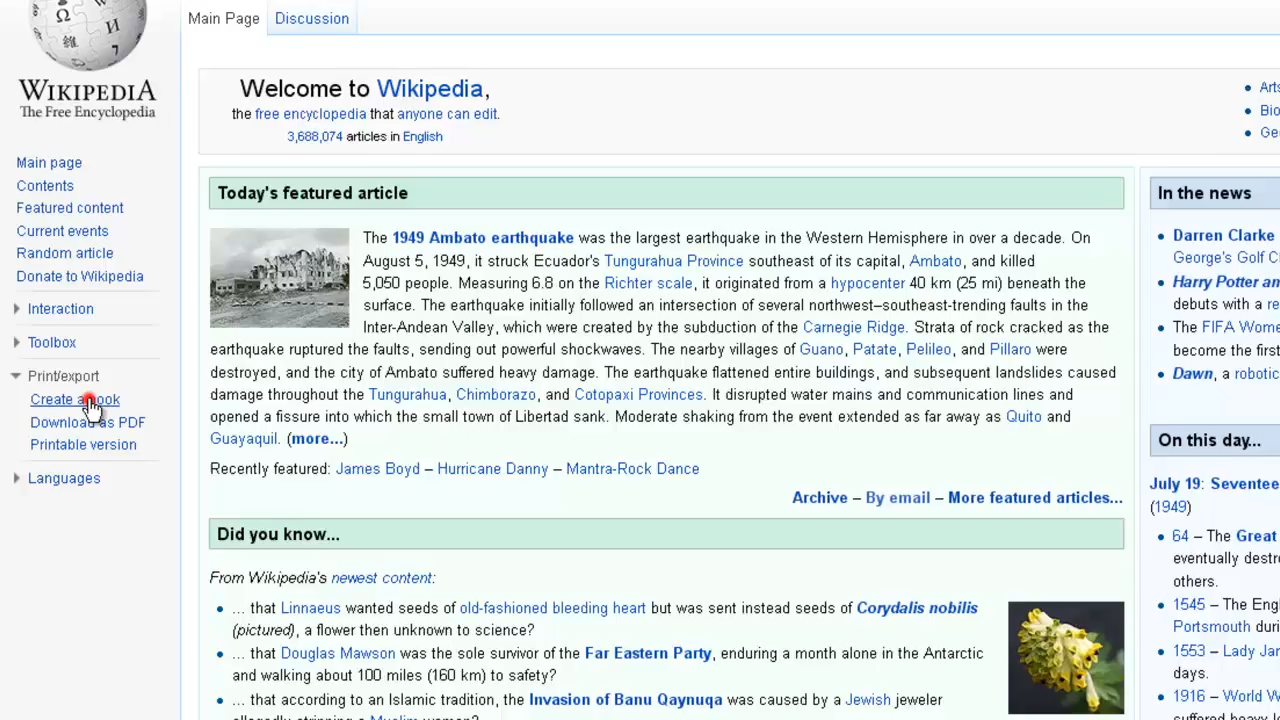 Main Page
Discussion
WIKIPEDIA
The Free Encyclopedia
Main page
Contents
Featured content
Current events
Random article
Donate to Wikipedia
Interaction
Toolbox
Print/export
Create a book
Download as PDF
Printable version
Languages
Welcome to Wikipedia,
the free encyclopedia that anyone can edit.
3,688,074 articles in English
Arts
Bio
Ge
Today's featured article
The 1949 Ambato earthquake was the largest earthquake in the Western Hemisphere in over a decade. On
August 5, 1949, it struck Ecuador's Tungurahua Province southeast of its capital, Ambato, and killed
5,050 people. Measuring 6.8 on the Richter scale, it originated from a hypocenter 40 km (25 mi) beneath the
surface. The earthquake initially followed an intersection of several northwest–southeast-trending faults in the
Inter-Andean Valley, which were created by the subduction of the Carnegie Ridge. Strata of rock cracked as the
earthquake ruptured the faults, sending out powerful shockwaves. The nearby villages of Guano, Patate, Pelileo, and Pillaro were
destroyed, and the city of Ambato suffered heavy damage. The earthquake flattened entire buildings, and subsequent landslides caused
damage throughout the Tungurahua, Chimborazo, and Cotopaxi Provinces. It disrupted water mains and communication lines and
opened a fissure into which the small town of Libertad sank. Moderate shaking from the event extended as far away as Quito and
Guayaquil. (more...)
Recently featured: James Boyd – Hurricane Danny – Mantra-Rock Dance
Archive – By email – More featured articles...
Did you know...
From Wikipedia's newest content:
... that Linnaeus wanted seeds of old-fashioned bleeding heart but was sent instead seeds of Corydalis nobilis
(pictured), a flower then unknown to science?
... that Douglas Mawson was the sole survivor of the Far Eastern Party, enduring a month alone in the Antarctic
and walking about 100 miles (160 km) to safety?
... that according to an Islamic tradition, the Invasion of Banu Qaynuqa was caused by a Jewish jeweler
In the news
Darren Clarke
George's Golf C
Harry Potter an
debuts with a re
The FIFA Wome
become the first
Dawn, a robotic
On this day...
July 19: Seventee
(1949)
64 – The Great
eventually destro
others.
1545 – The Engl
Portsmouth duri
1553 – Lady Jan
days.
1916 – World W